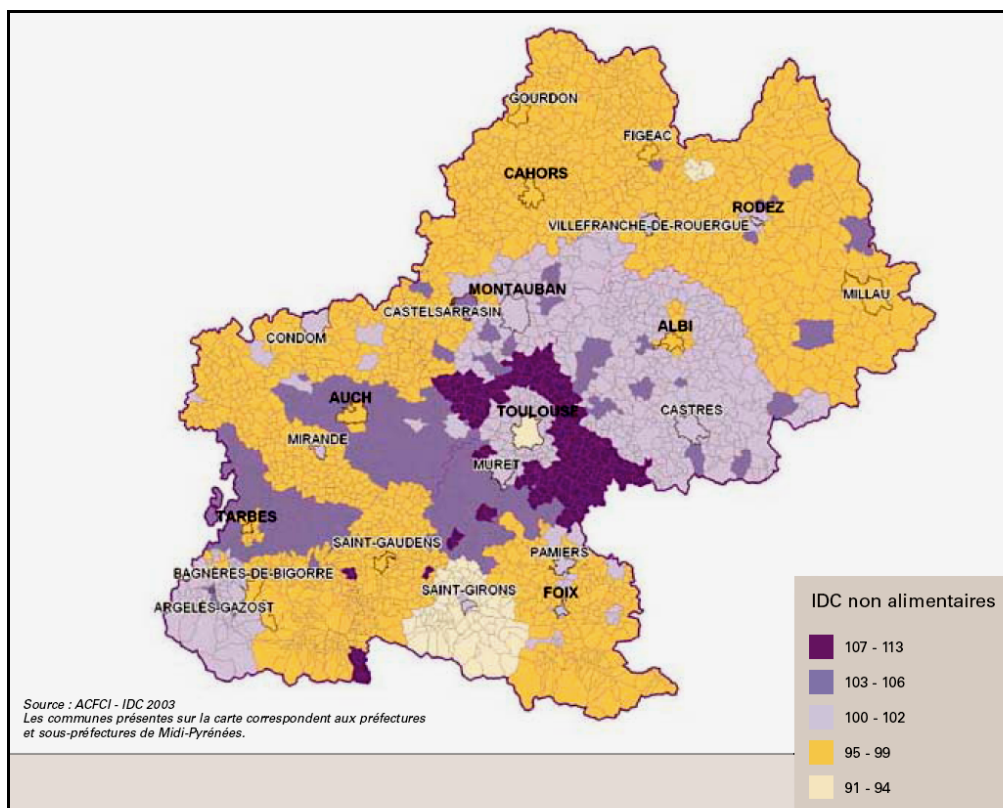 GOURDON
FIGEAC
CAHORS
RODEZ
VILLEFRANCHE-DE-ROUERGUE
MONTAUBAN
MILLAU
CASTELSARRASIN
ALBI
CONDOM
AUCH
TOULOUSE
CASTRES
MIRANDE
MURET
TARBES
SAINT-GAUDENS
PAMIERS
BAGNÈRES-DE-BIGORRE
SAINT-GIRONS
FOIX
ARGELÈS-GAZOST
IDC non alimentaires
107 - 113
103 - 106
100 - 102
95 - 99
91 - 94
Source : ACFCI - IDC 2003
Les communes présentes sur la carte correspondent aux préfectures
et sous-préfectures de Midi-Pyrénées.